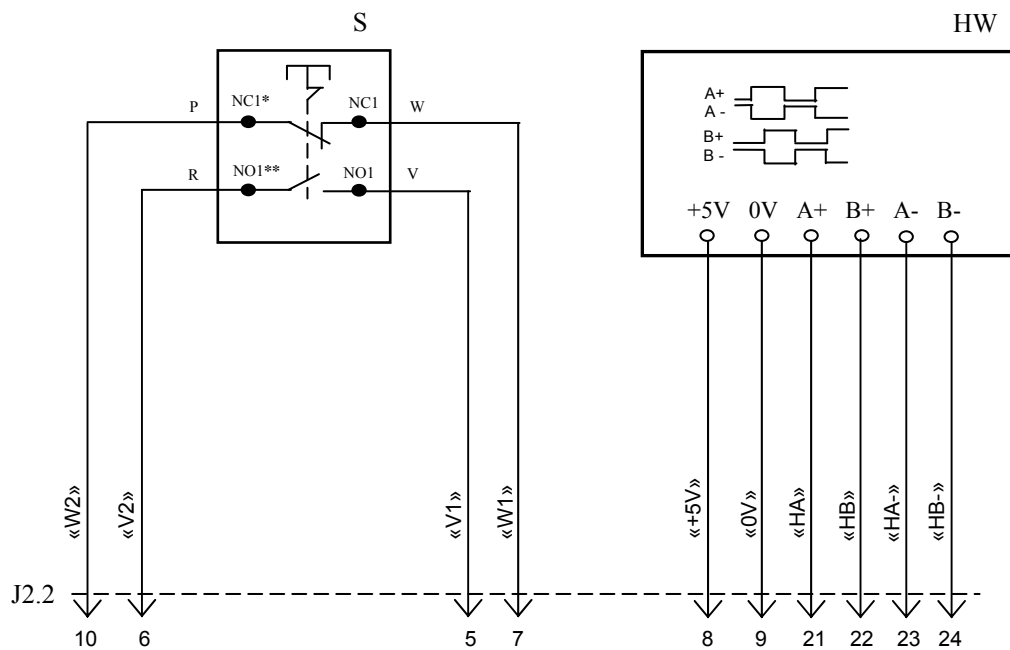 S HW
P NC1* NC1 W
R NO1** NO1 V
A+
A -
B+
B -
+5V 0V A+ B+ A- B-
«W2» «V2» «V1» «W1» «+5V» «0V» «HA» «HB» «HA-» «HB-»
J2.2
10 6 5 7 8 9 21 22 23 24